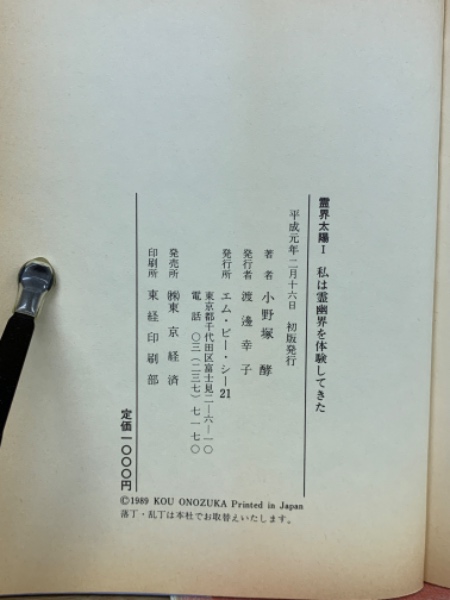 霊界太陽Ⅰ 私は霊幽界を体験してきた
平成元年二月十六日 初版発行
著者 小野塚酵
発行者 渡邊幸子
発行所 エム・ビー・シー21
東京都千代田区富士見二―六―一〇
電話 〇三(二三七)七一七〇
発売所 ㈱東京経済
印刷所 東経印刷部
定価一〇〇〇円
©1989 KOU ONOZUKA Printed in Japan
落丁・乱丁は本社でお取替えいたします。